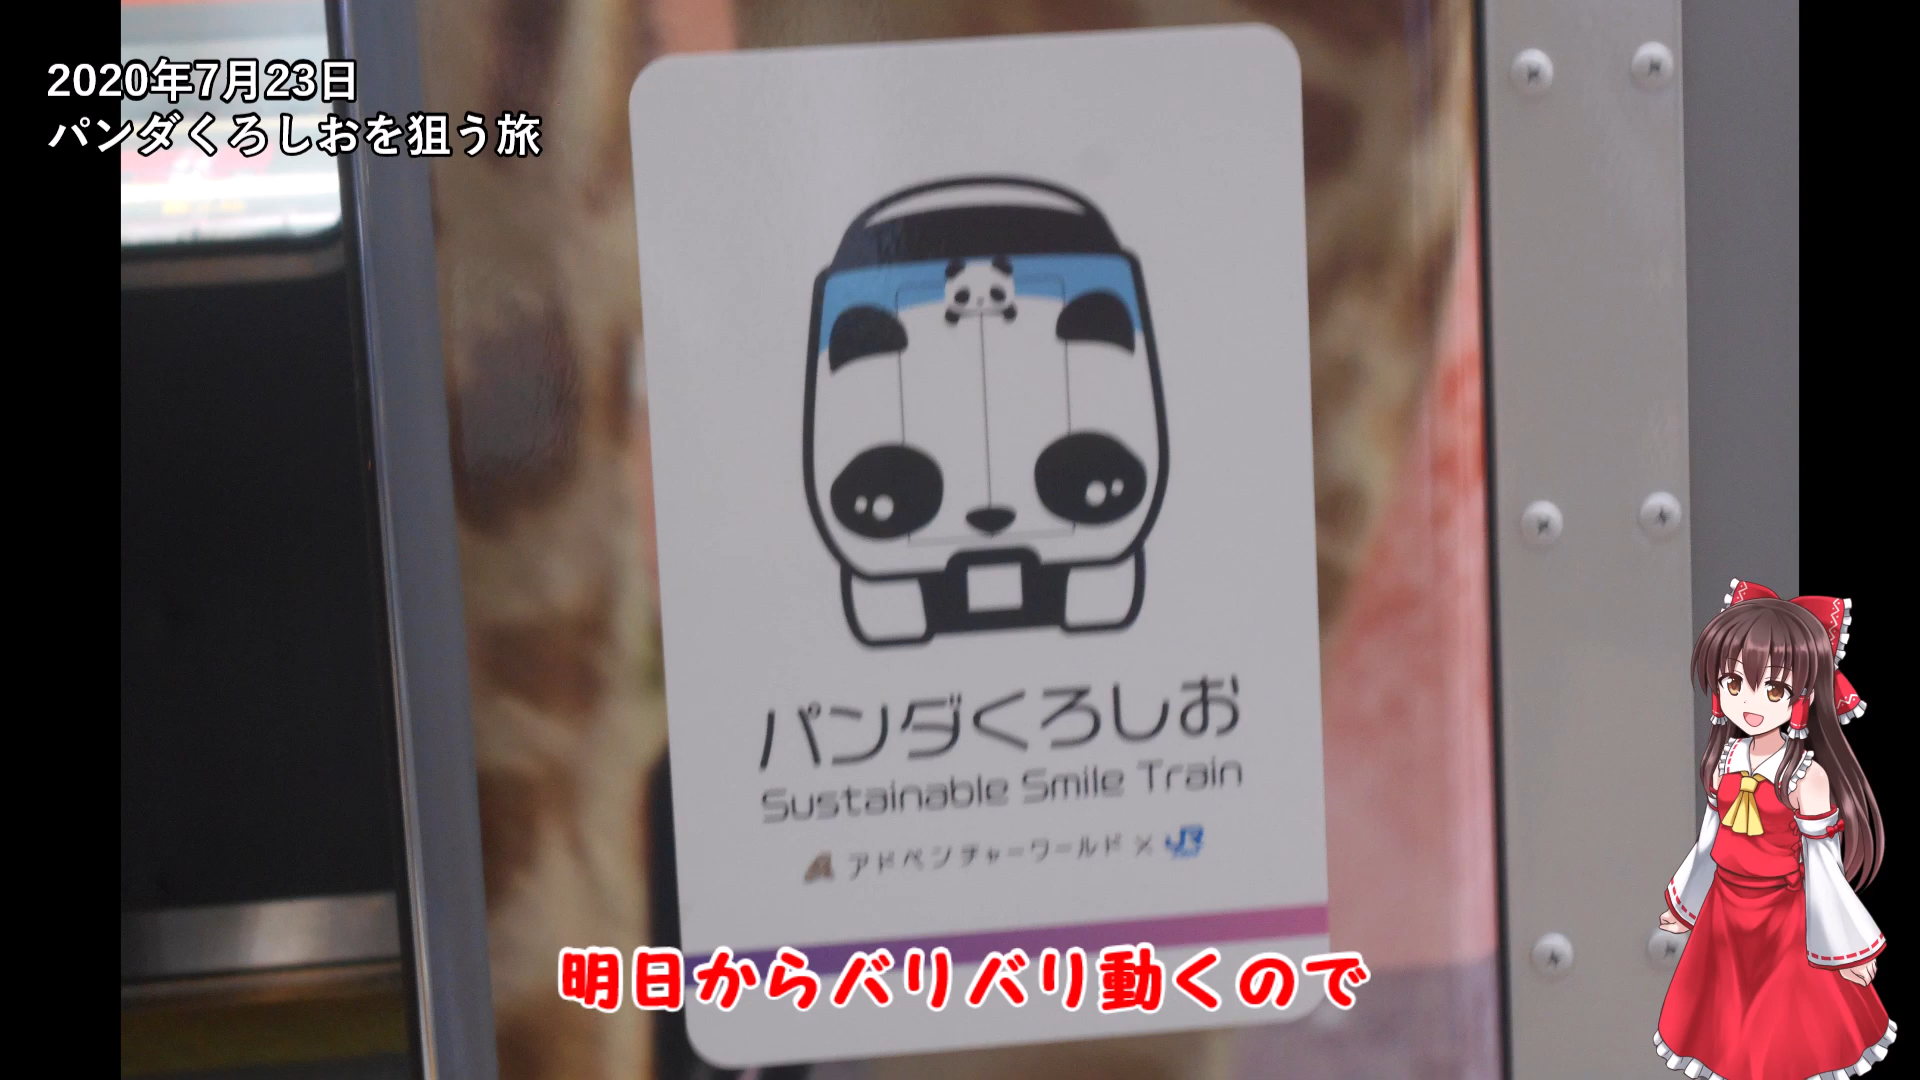 2020年7月23日
パンダくろしおを狙う旅
パンダくろしお
Sustainable Smile Train
アドベンチャーワールド × JR
明日からバリバリ動くので